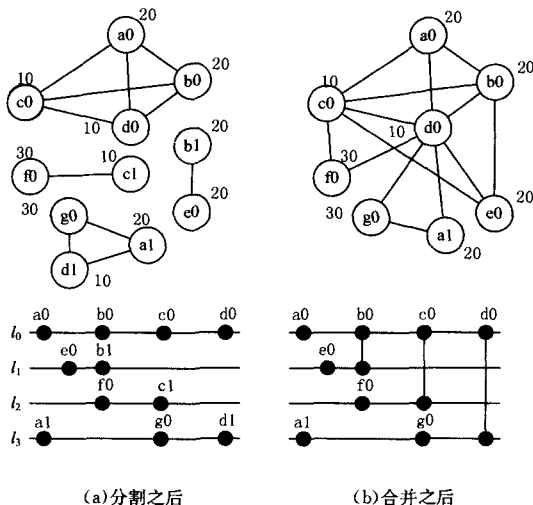 20 20
a0 a0
20 20
10 b0 10 b0
c0 c0
10 d0 20 10 d0
b1
30 10 30
f0 c1 f0
20 20
30 e0 30 g0 e0
g0 20
a1 a1 20
d1 10
a0 b0 c0 d0 a0 b0 c0 d0
l0
e0 b1 e0
l1
f0 c1 f0
l2
a1 g0 d1 a1 g0
l3
(a)分割之后 (b)合并之后